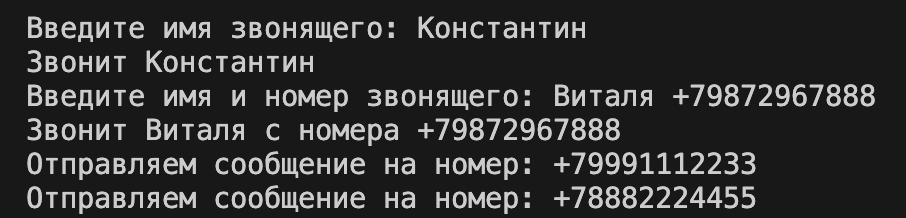 Введите имя звонящего: Константин
Звонит Константин
Введите имя и номер звонящего: Виталя +79872967888
Звонит Виталя с номера +79872967888
Отправляем сообщение на номер: +79991112233
Отправляем сообщение на номер: +78882224455